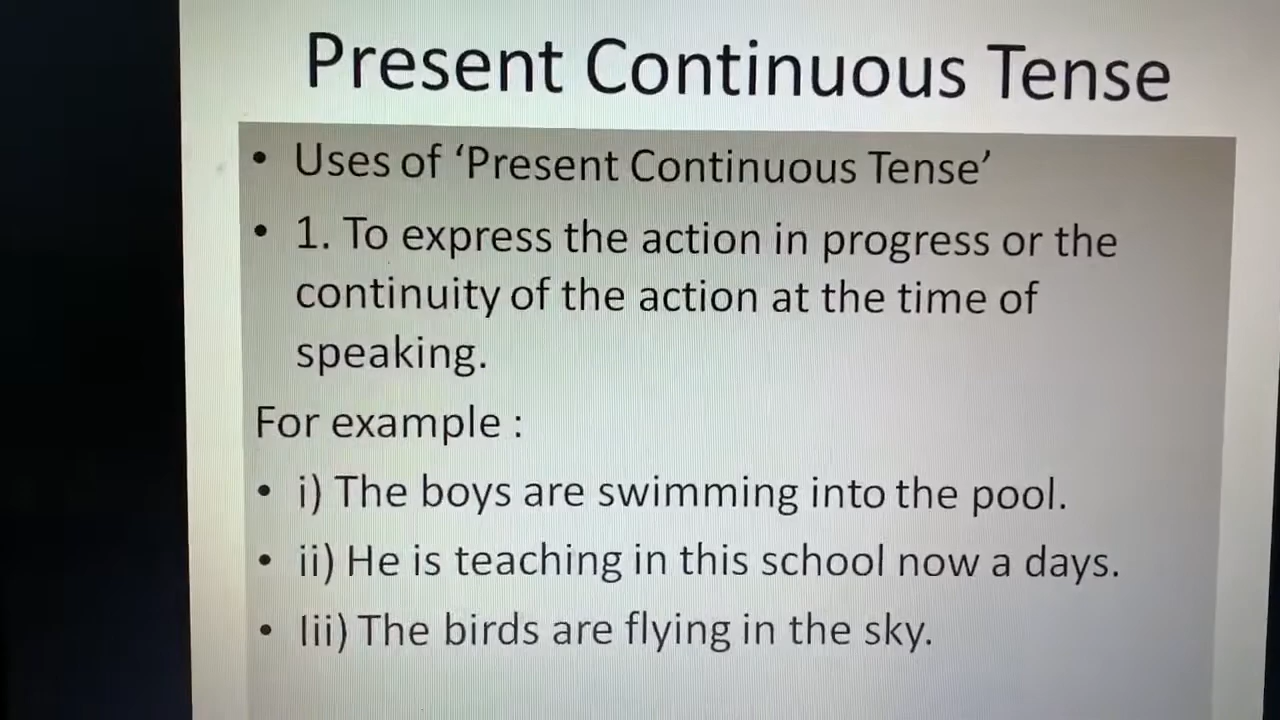 Present Continuous Tense
• Uses of ‘Present Continuous Tense’
• 1. To express the action in progress or the
continuity of the action at the time of
speaking.
For example :
• i) The boys are swimming into the pool.
• ii) He is teaching in this school now a days.
• Iii) The birds are flying in the sky.